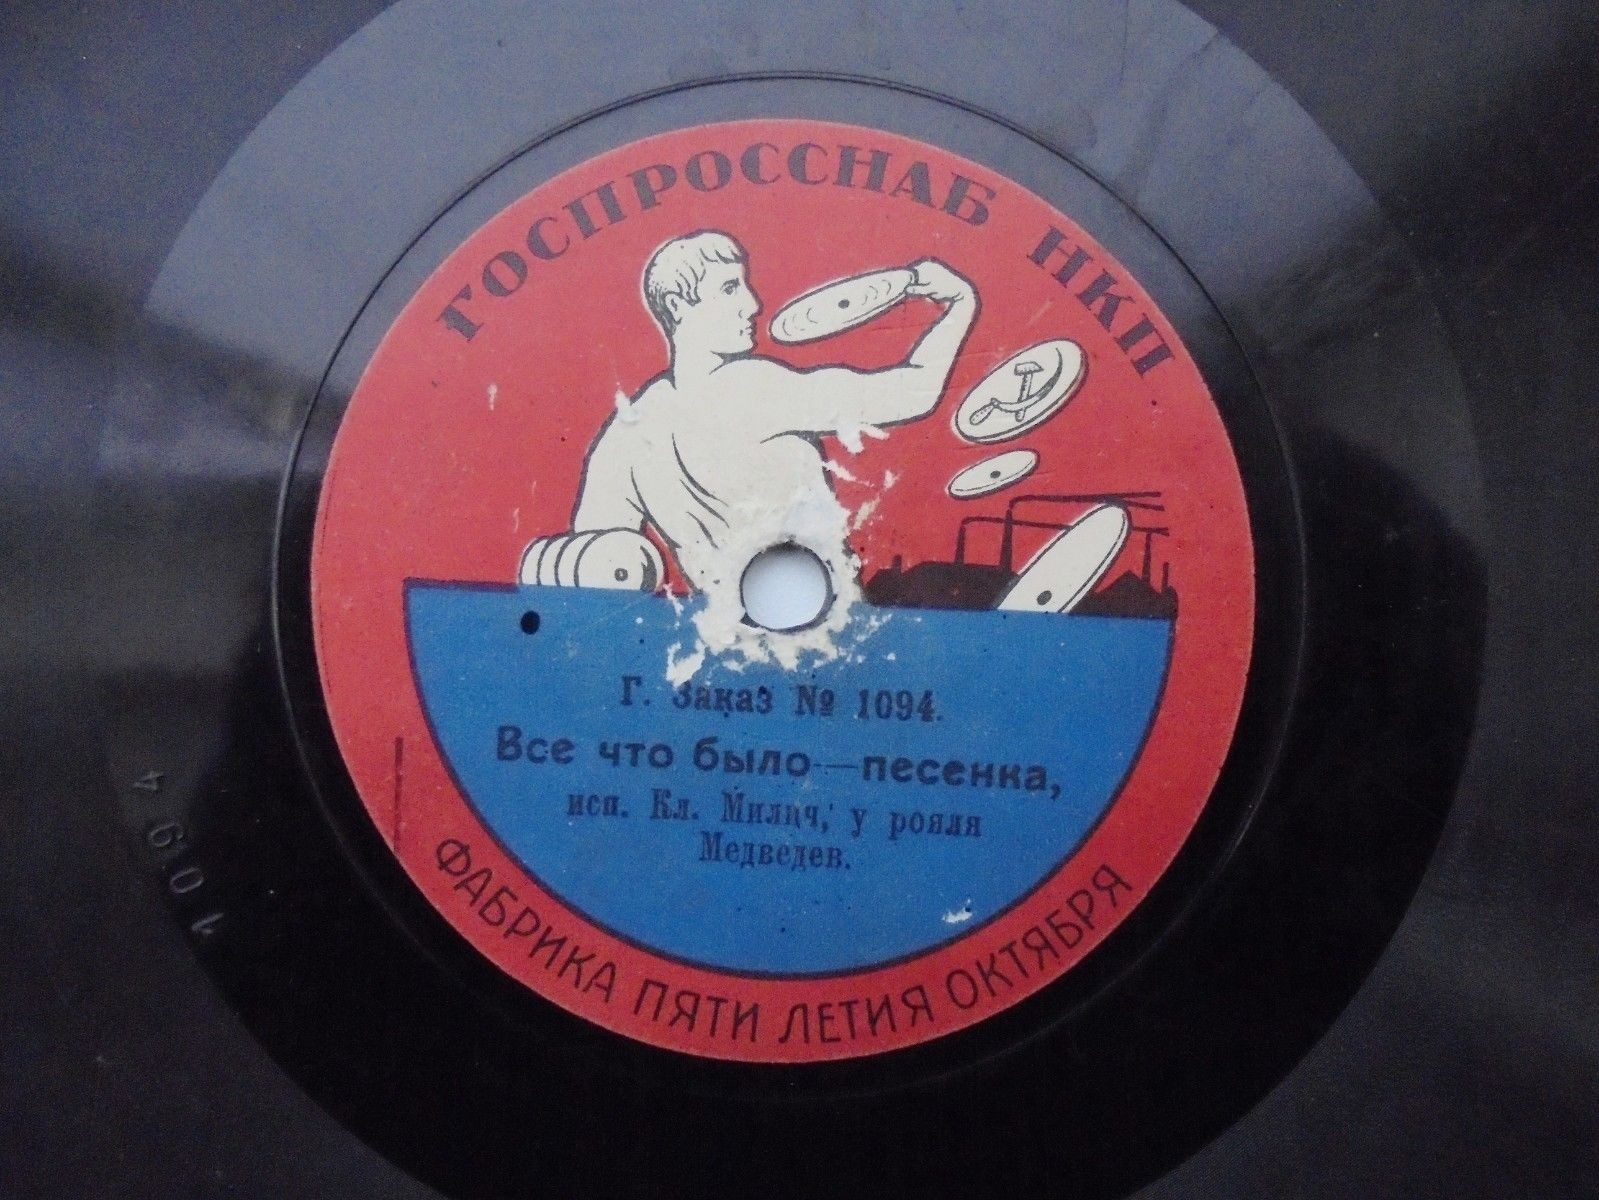 ГОСПРОССНАБ НКП
Г. Заказ № 1094.
Все что было—песенка,
исп. Кл. Милич, у рояля
Медведев.
ФАБРИКА ПЯТИ ЛЕТИЯ ОКТЯБРЯ
1094